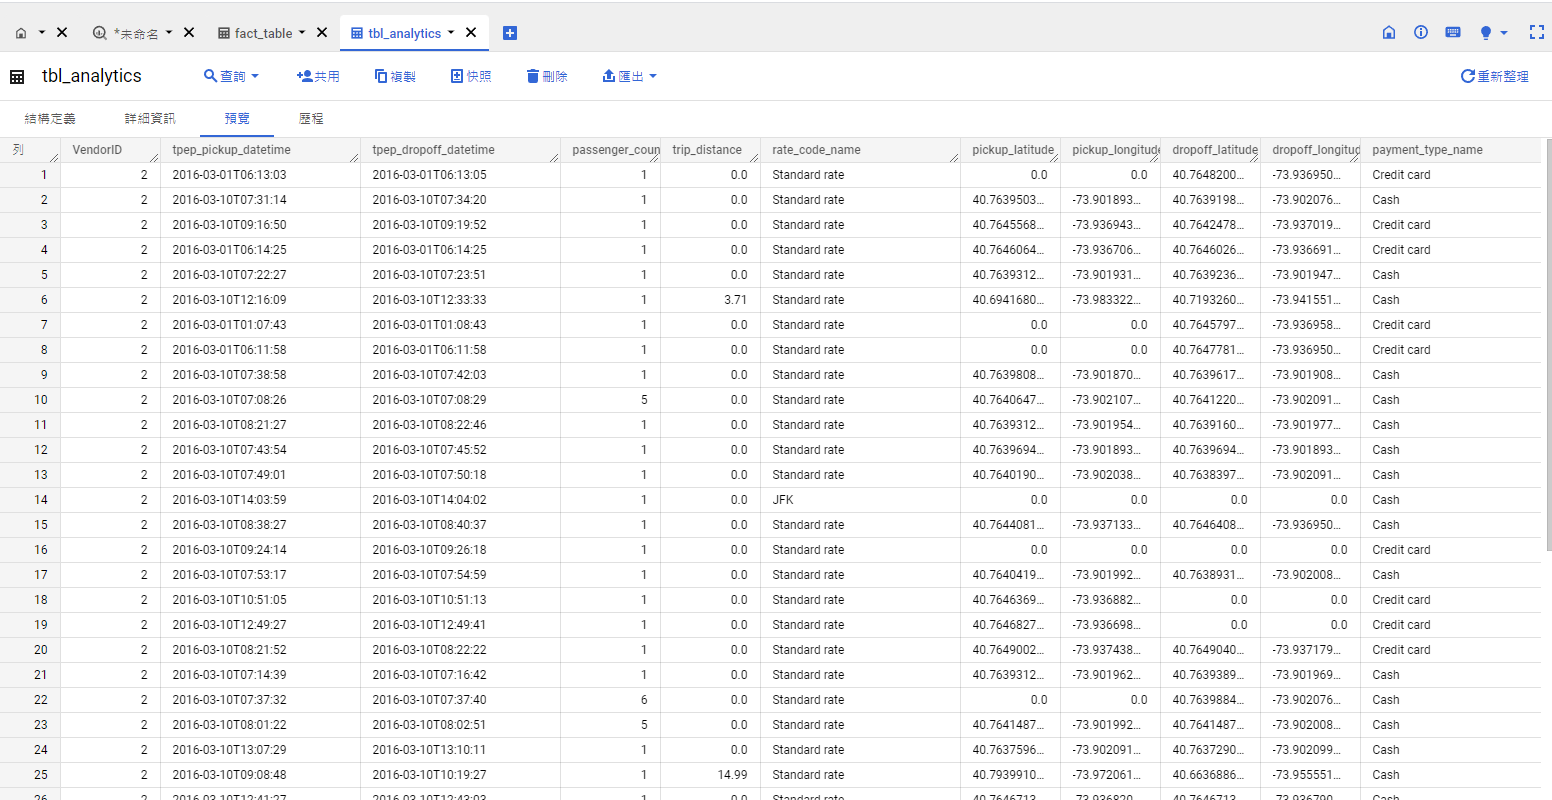 *未命名 fact_table tbl_analytics
tbl_analytics 查詢 共用 複製 快照 刪除 匯出 重新整理
結構定義 詳細資訊 預覽 歷程
列 VendorID tpep_pickup_datetime tpep_dropoff_datetime passenger_coun trip_distance rate_code_name pickup_latitude pickup_longitude dropoff_latitude dropoff_longitud payment_type_name
1 2 2016-03-01T06:13:03 2016-03-01T06:13:05 1 0.0 Standard rate 0.0 0.0 40.7648200... -73.936950... Credit card
2 2 2016-03-10T07:31:14 2016-03-10T07:34:20 1 0.0 Standard rate 40.7639503... -73.901893... 40.7639198... -73.902076... Cash
3 2 2016-03-10T09:16:50 2016-03-10T09:19:52 1 0.0 Standard rate 40.7645568... -73.936943... 40.7642478... -73.937019... Credit card
4 2 2016-03-01T06:14:25 2016-03-01T06:14:25 1 0.0 Standard rate 40.7646064... -73.936706... 40.7646026... -73.936691... Credit card
5 2 2016-03-10T07:22:27 2016-03-10T07:23:51 1 0.0 Standard rate 40.7639312... -73.901931... 40.7639236... -73.901947... Cash
6 2 2016-03-10T12:16:09 2016-03-10T12:33:33 1 3.71 Standard rate 40.6941680... -73.983322... 40.7193260... -73.941551... Cash
7 2 2016-03-01T01:07:43 2016-03-01T01:08:43 1 0.0 Standard rate 0.0 0.0 40.7645797... -73.936958... Credit card
8 2 2016-03-01T06:11:58 2016-03-01T06:11:58 1 0.0 Standard rate 0.0 0.0 40.7647781... -73.936950... Credit card
9 2 2016-03-10T07:38:58 2016-03-10T07:42:03 1 0.0 Standard rate 40.7639808... -73.901870... 40.7639617... -73.901908... Cash
10 2 2016-03-10T07:08:26 2016-03-10T07:08:29 5 0.0 Standard rate 40.7640647... -73.902107... 40.7641220... -73.902091... Cash
11 2 2016-03-10T08:21:27 2016-03-10T08:22:46 1 0.0 Standard rate 40.7639312... -73.901954... 40.7639160... -73.901977... Cash
12 2 2016-03-10T07:43:54 2016-03-10T07:45:52 1 0.0 Standard rate 40.7639694... -73.901893... 40.7639694... -73.901893... Cash
13 2 2016-03-10T07:49:01 2016-03-10T07:50:18 1 0.0 Standard rate 40.7640190... -73.902038... 40.7638397... -73.902091... Cash
14 2 2016-03-10T14:03:59 2016-03-10T14:04:02 1 0.0 JFK 0.0 0.0 0.0 0.0 Cash
15 2 2016-03-10T08:38:27 2016-03-10T08:40:37 1 0.0 Standard rate 40.7644081... -73.937133... 40.7646408... -73.936950... Cash
16 2 2016-03-10T09:24:14 2016-03-10T09:26:18 1 0.0 Standard rate 0.0 0.0 0.0 0.0 Credit card
17 2 2016-03-10T07:53:17 2016-03-10T07:54:59 1 0.0 Standard rate 40.7640419... -73.901992... 40.7638931... -73.902008... Cash
18 2 2016-03-10T10:51:05 2016-03-10T10:51:13 1 0.0 Standard rate 40.7646369... -73.936882... 0.0 0.0 Credit card
19 2 2016-03-10T12:49:27 2016-03-10T12:49:41 1 0.0 Standard rate 40.7646827... -73.936698... 0.0 0.0 Credit card
20 2 2016-03-10T08:21:52 2016-03-10T08:22:22 1 0.0 Standard rate 40.7649002... -73.937438... 40.7649040... -73.937179... Credit card
21 2 2016-03-10T07:14:39 2016-03-10T07:16:42 1 0.0 Standard rate 40.7639312... -73.901962... 40.7639389... -73.901969... Cash
22 2 2016-03-10T07:37:32 2016-03-10T07:37:40 6 0.0 Standard rate 0.0 0.0 40.7639884... -73.902076... Cash
23 2 2016-03-10T08:01:22 2016-03-10T08:02:51 5 0.0 Standard rate 40.7641487... -73.901992... 40.7641487... -73.902008... Cash
24 2 2016-03-10T13:07:29 2016-03-10T13:10:11 1 0.0 Standard rate 40.7637596... -73.902091... 40.7637290... -73.902099... Cash
25 2 2016-03-10T09:08:48 2016-03-10T10:19:27 1 14.99 Standard rate 40.7939910... -73.972061... 40.6636886... -73.955551... Cash